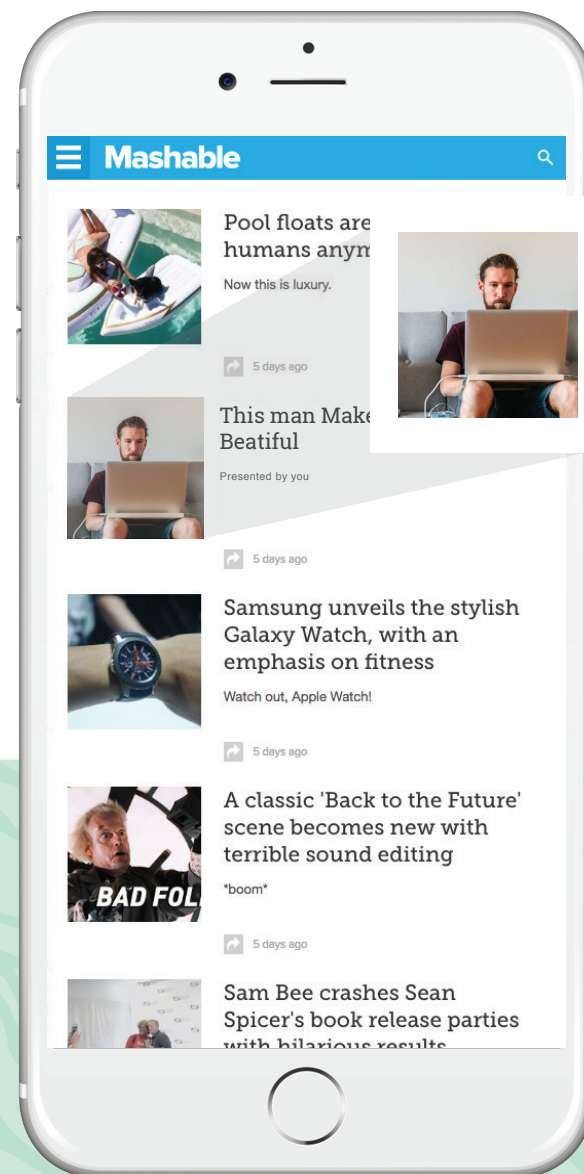 Mashable
Pool floats are
humans anym
Now this is luxury.
5 days ago
This man Make
Beatiful
Presented by you
5 days ago
Samsung unveils the stylish
Galaxy Watch, with an
emphasis on fitness
Watch out, Apple Watch!
5 days ago
A classic 'Back to the Future'
scene becomes new with
terrible sound editing
*boom*
BAD FOL
5 days ago
Sam Bee crashes Sean
Spicer's book release parties
with hilarious results